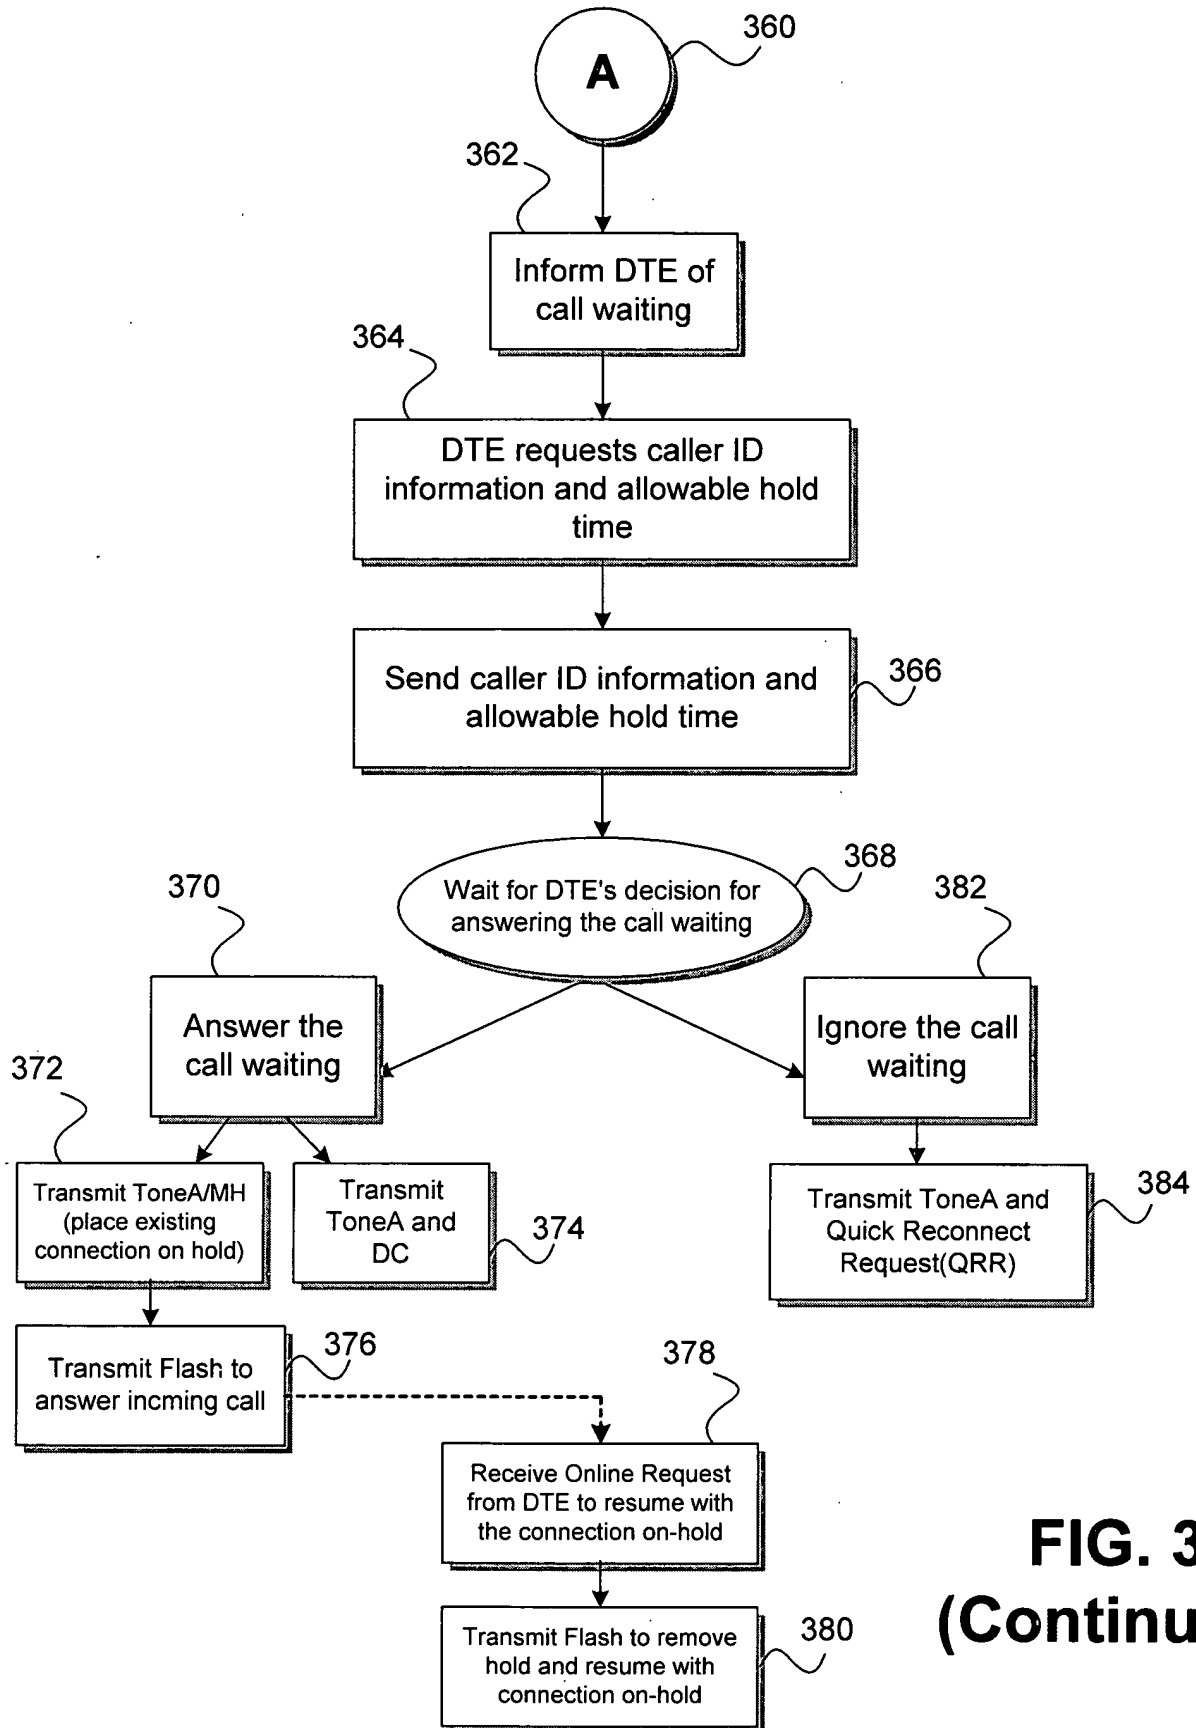 360
A
362
Inform DTE of
call waiting
364
DTE requests caller ID
information and allowable hold
time
Send caller ID information and
allowable hold time
366
368
Wait for DTE's decision for
answering the call waiting
370
382
Answer the
call waiting
Ignore the call
waiting
372
Transmit ToneA/MH
(place existing
connection on hold)
Transmit
ToneA and
DC
374
Transmit ToneA and
Quick Reconnect
Request(QRR)
384
Transmit Flash to
answer incming call
376
378
Receive Online Request
from DTE to resume with
the connection on-hold
Transmit Flash to remove
hold and resume with
connection on-hold
380
FIG. 3
(Continu